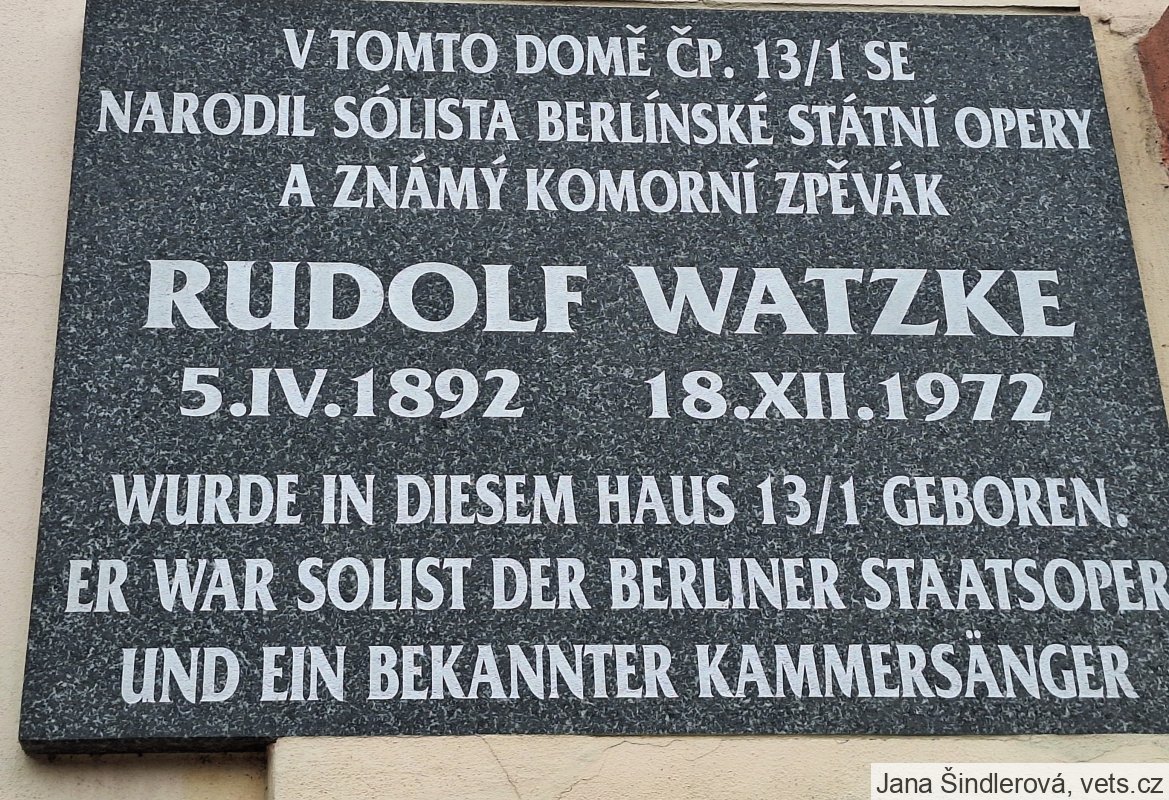 V TOMTO DOMĚ ČP. 13/1 SE
NARODIL SÓLISTA BERLÍNSKÉ STÁTNÍ OPERY
A ZNÁMÝ KOMORNÍ ZPĚVÁK
RUDOLF WATZKE
5.IV.1892 18.XII.1972
WURDE IN DIESEM HAUS 13/1 GEBOREN.
ER WAR SOLIST DER BERLINER STAATSOPER
UND EIN BEKANNTER KAMMERSÄNGER
Jana Šindlerová, vets.cz